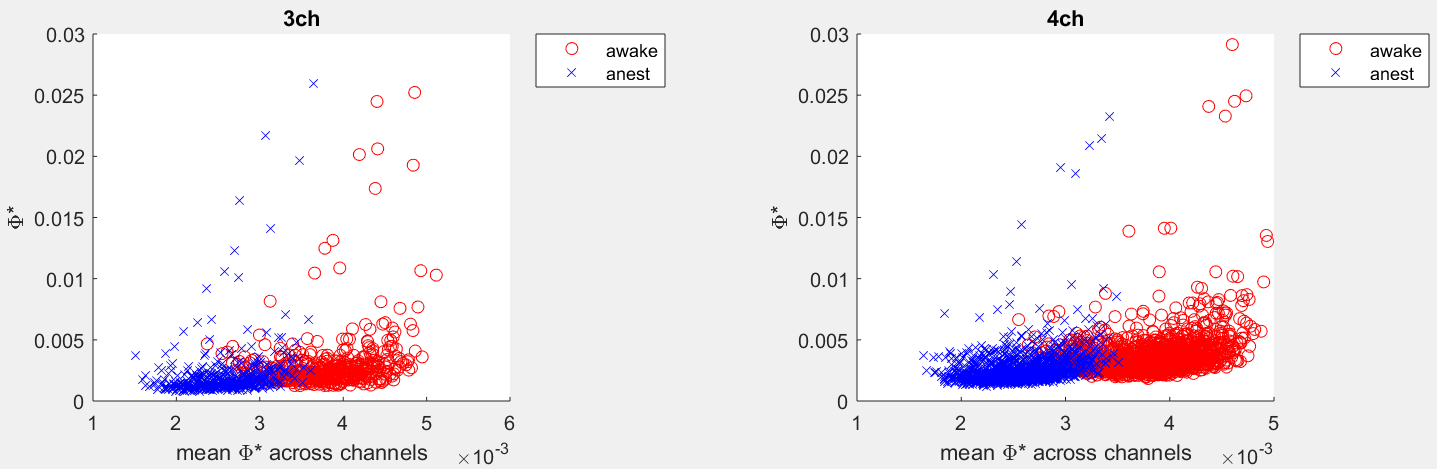 3ch
awake
anest
0.03
0.025
0.02
0.015
0.01
0.005
0
Φ*
1 2 3 4 5 6
mean Φ* across channels
×10⁻³
4ch
awake
anest
0.03
0.025
0.02
0.015
0.01
0.005
0
Φ*
1 2 3 4 5
mean Φ* across channels
×10⁻³